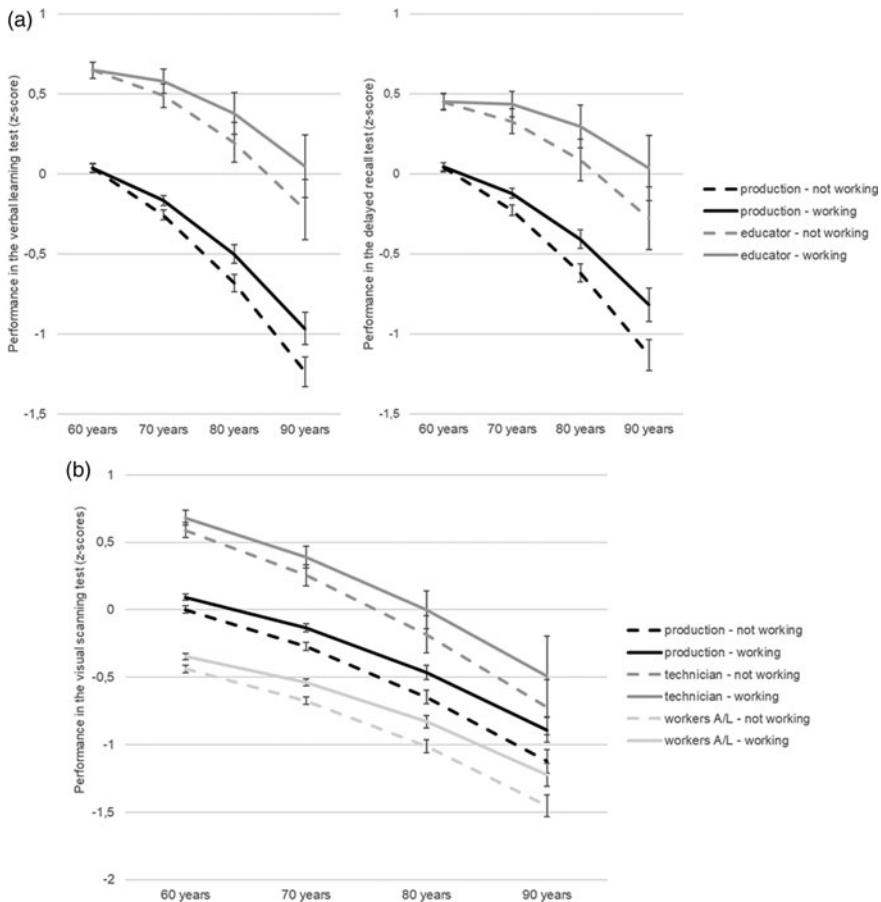 (a)
Performance in the verbal learning test (z-score)
1
0,5
0
-0,5
-1
-1,5
60 years 70 years 80 years 90 years
Performance in the delayed recall test (z-score)
1
0,5
0
-0,5
-1
-1,5
60 years 70 years 80 years 90 years
production - not working
production - working
educator - not working
educator - working
(b)
Performance in the visual scanning test (z-scores)
1
0,5
0
-0,5
-1
-1,5
-2
60 years 70 years 80 years 90 years
production - not working
production - working
technician - not working
technician - working
workers A/L - not working
workers A/L - working